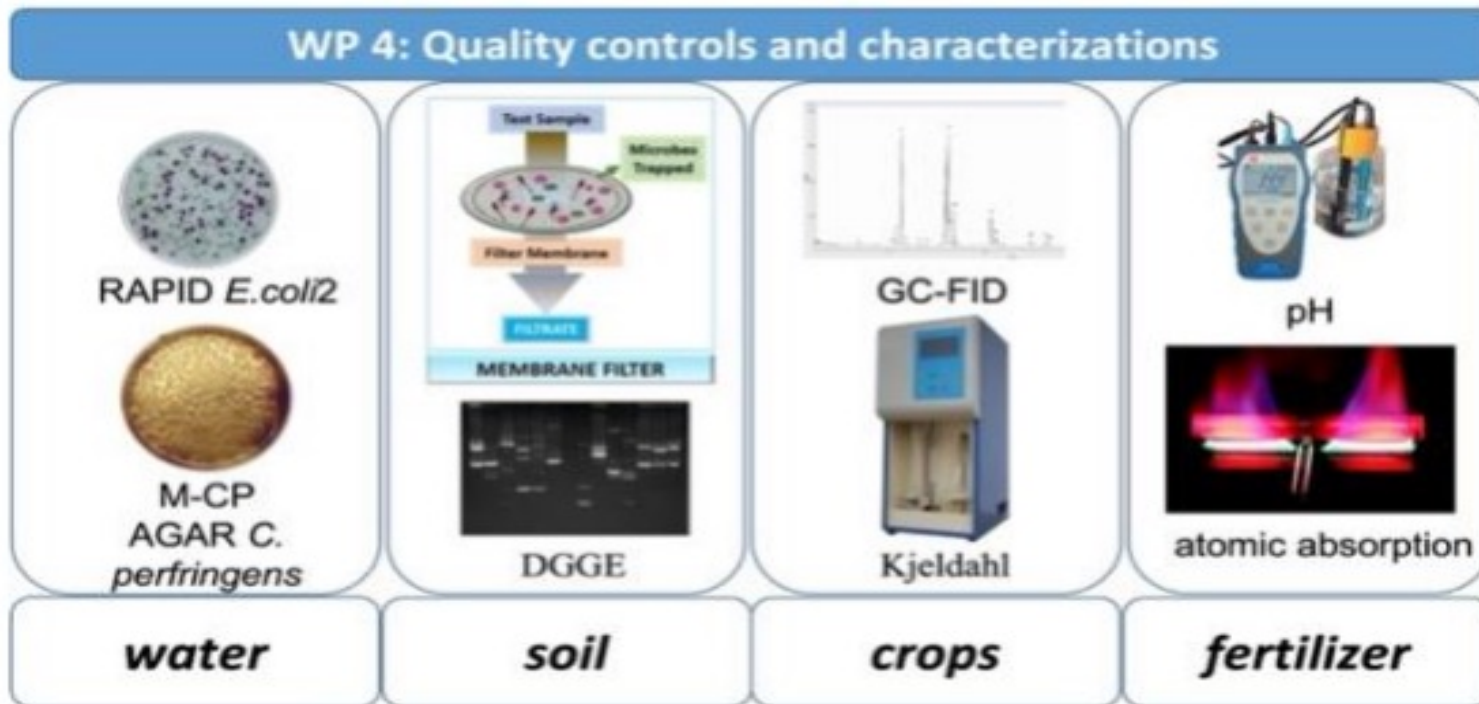 WP 4: Quality controls and characterizations
RAPID E.coli2
M-CP
AGAR C.
perfringens
water
Test Sample
Microbes
Trapped
Filter Membrane
FILTRATE
MEMBRANE FILTER
DGGE
soil
GC-FID
Kjeldahl
crops
pH
atomic absorption
fertilizer